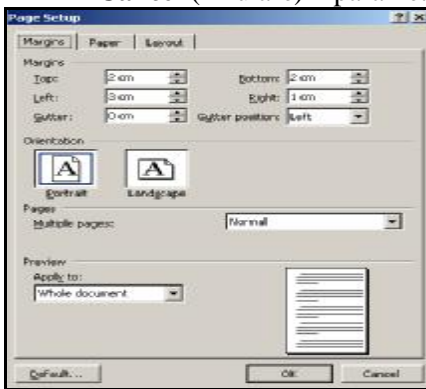 Page Setup
Margins Paper Layout
Margins
Top: 2 cm Bottom: 2 cm
Left: 3 cm Right: 1 cm
Gutter: 0 cm Gutter position: Left
Orientation
A A
Portrait Landscape
Pages
Multiple pages: Normal
Preview
Apply to:
Whole document
Default... OK Cancel